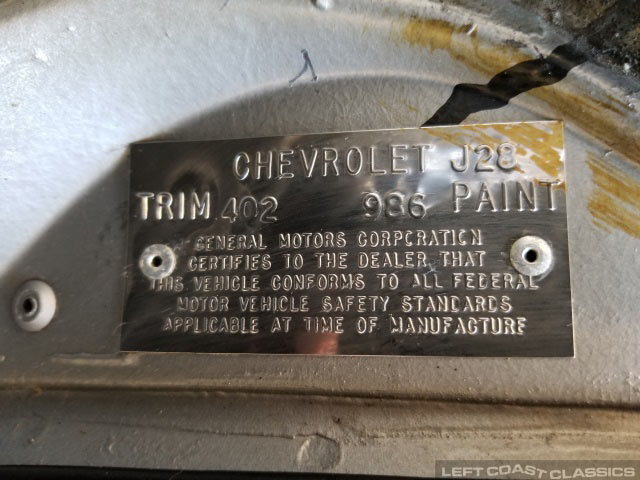 CHEVROLET J28
TRIM 402 986 PAINT
GENERAL MOTORS CORPCRATION
CERTIFIES TO THE DEALER THAT
THIS VEHICLE CONFORMS TO ALL FEDERAL
MOTOR VEHICLE SAFETY STANDARDS
APPLICABLE AT TIME OF MANUFACTURE
LEFT COAST CLASSICS